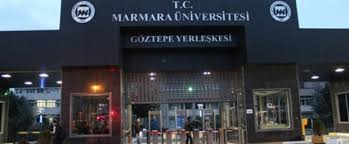 T.C.
MARMARA ÜNİVERSİTESİ
GÖZTEPE YERLEŞKESİ